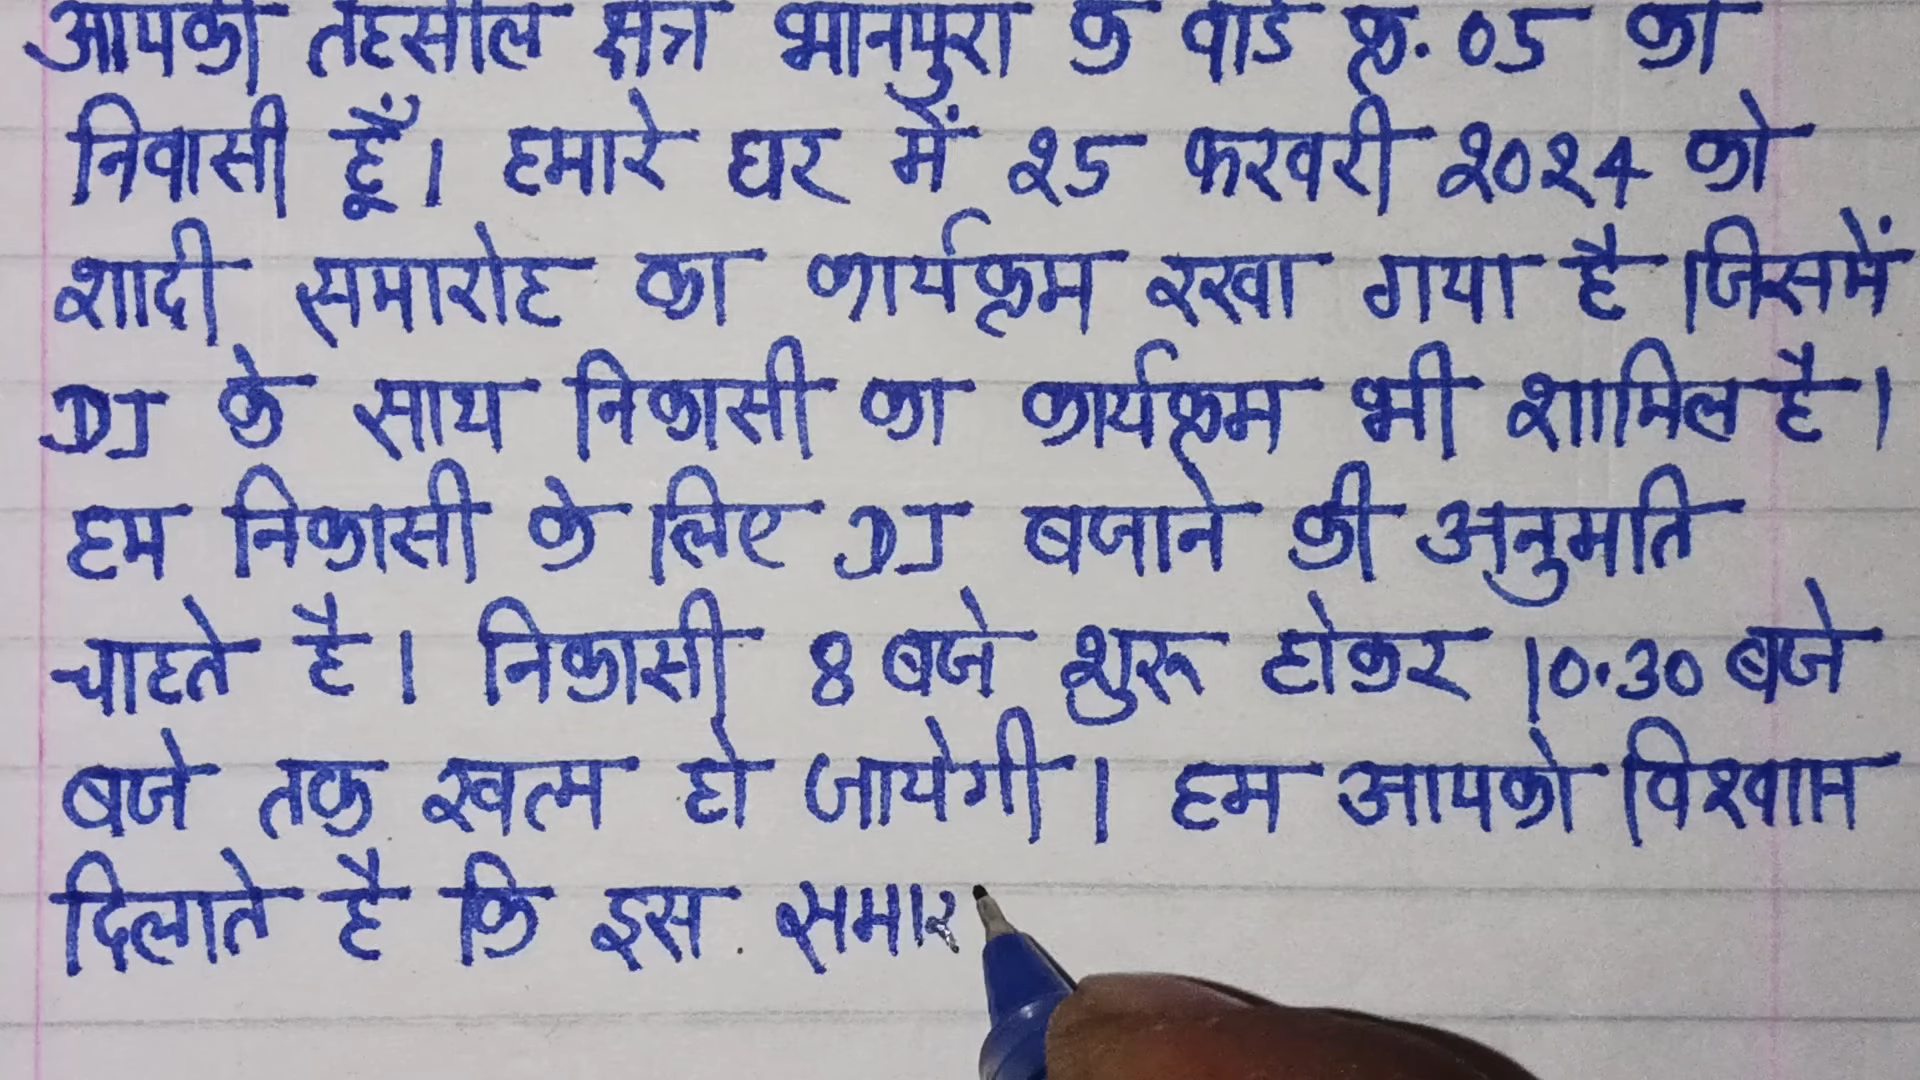 आपकी तहसील क्षेत्र भानपुरा के वार्ड क्र. 05 का
निवासी हूँ। हमारे घर में 25 फरवरी 2024 को
शादी समारोह का कार्यक्रम रखा गया है जिसमें
DJ के साथ निकासी का कार्यक्रम भी शामिल है।
हम निकासी के लिए DJ बजाने की अनुमति
चाहते है। निकासी 8 बजे शुरू होकर 10.30 बजे
बजे तक खत्म हो जायेगी। हम आपको विश्वास
दिलाते है कि इस समार